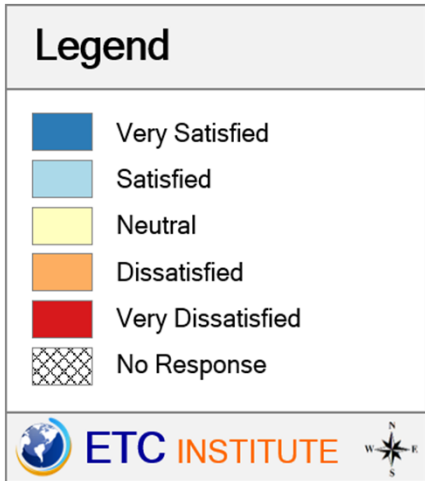 Legend
Very Satisfied
Satisfied
Neutral
Dissatisfied
Very Dissatisfied
No Response
ETC INSTITUTE
N
W E
S